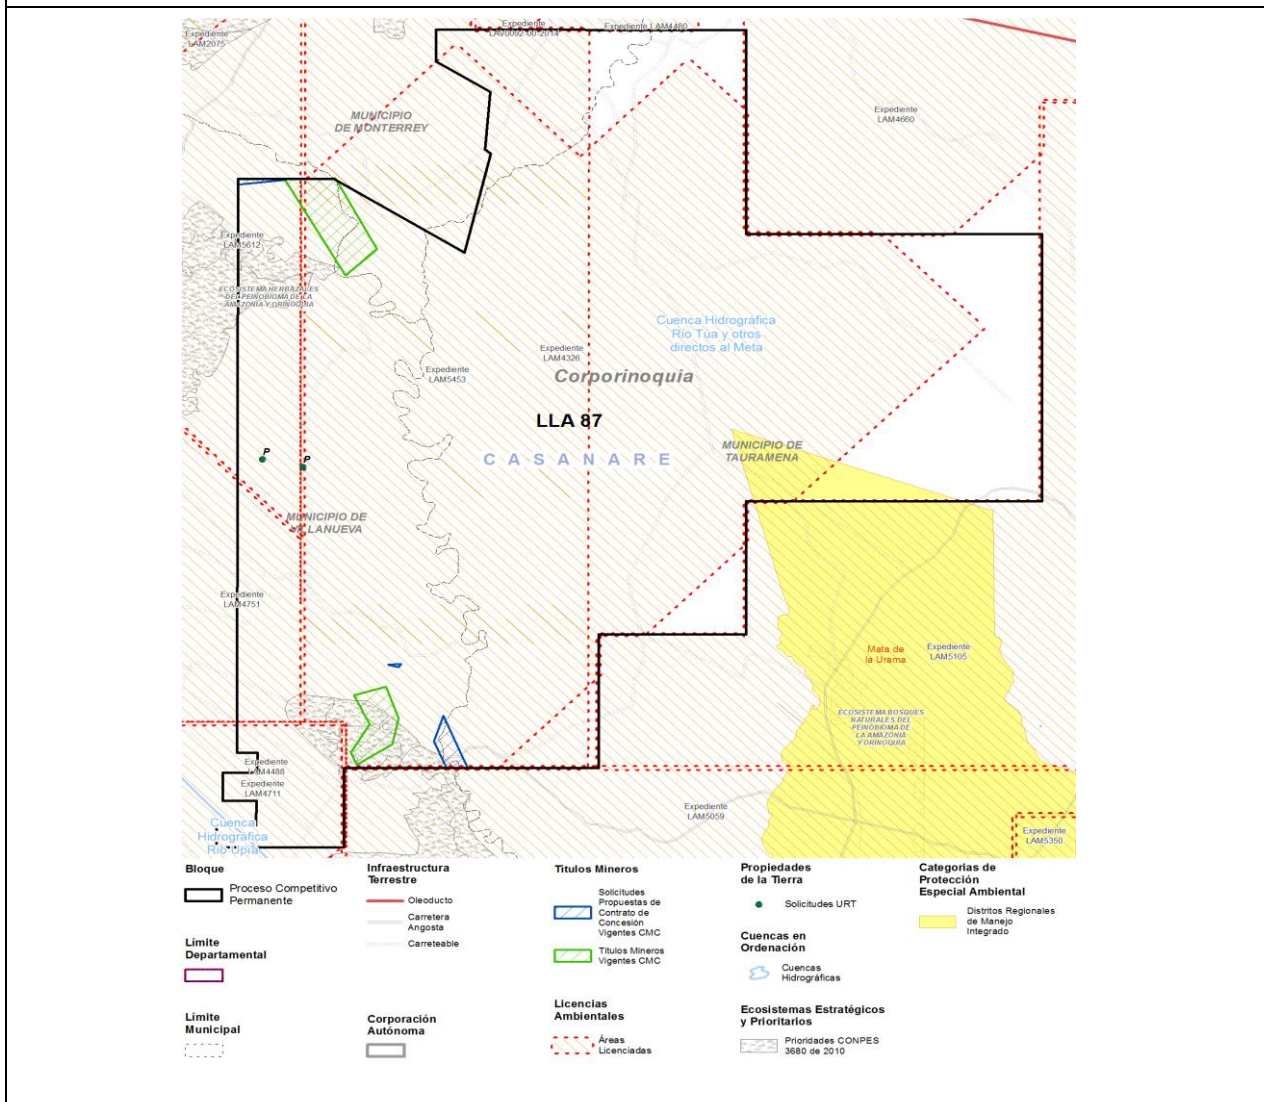 Expediente
LAM2075
Expediente
LAV0092-00-2014
Expediente LAM4480
MUNICIPIO
DE MONTERREY
Expediente
LAM4660
Expediente
LAM5612
ECOSISTEMA HERBAZALES
DEL PEINOBIOMA DE LA
AMAZONÍA Y ORINOQUIA
Cuenca Hidrográfica
Río Túa y otros
directos al Meta
Expediente
LAM4326
Expediente
LAM5453
Corporinoquia
LLA 87
CASANARE
MUNICIPIO DE
TAURAMENA
P
P
MUNICIPIO DE
VILLANUEVA
Expediente
LAM4751
Mata de
la Urama
Expediente
LAM5105
ECOSISTEMA BOSQUES
NATURALES DEL
PEINOBIOMA DE
LA AMAZONÍA
Y ORINOQUIA
Expediente
LAM4488
Expediente
LAM4711
Cuenca
Hidrográfica
Río Upía
Expediente
LAM5059
Expediente
LAM5350
Bloque
Proceso Competitivo
Permanente
Límite
Departamental
Límite
Municipal
Infraestructura
Terrestre
Oleoducto
Carretera
Angosta
Carreteable
Corporación
Autónoma
Títulos Mineros
Solicitudes
Propuestas de
Contrato de
Concesión
Vigentes CMC
Títulos Mineros
Vigentes CMC
Licencias
Ambientales
Áreas
Licenciadas
Propiedades
de la Tierra
Solicitudes URT
Cuencas en
Ordenación
Cuencas
Hidrográficas
Ecosistemas Estratégicos
y Prioritarios
Prioridades CONPES
3680 de 2010
Categorias de
Protección
Especial Ambiental
Distritos Regionales
de Manejo
Integrado